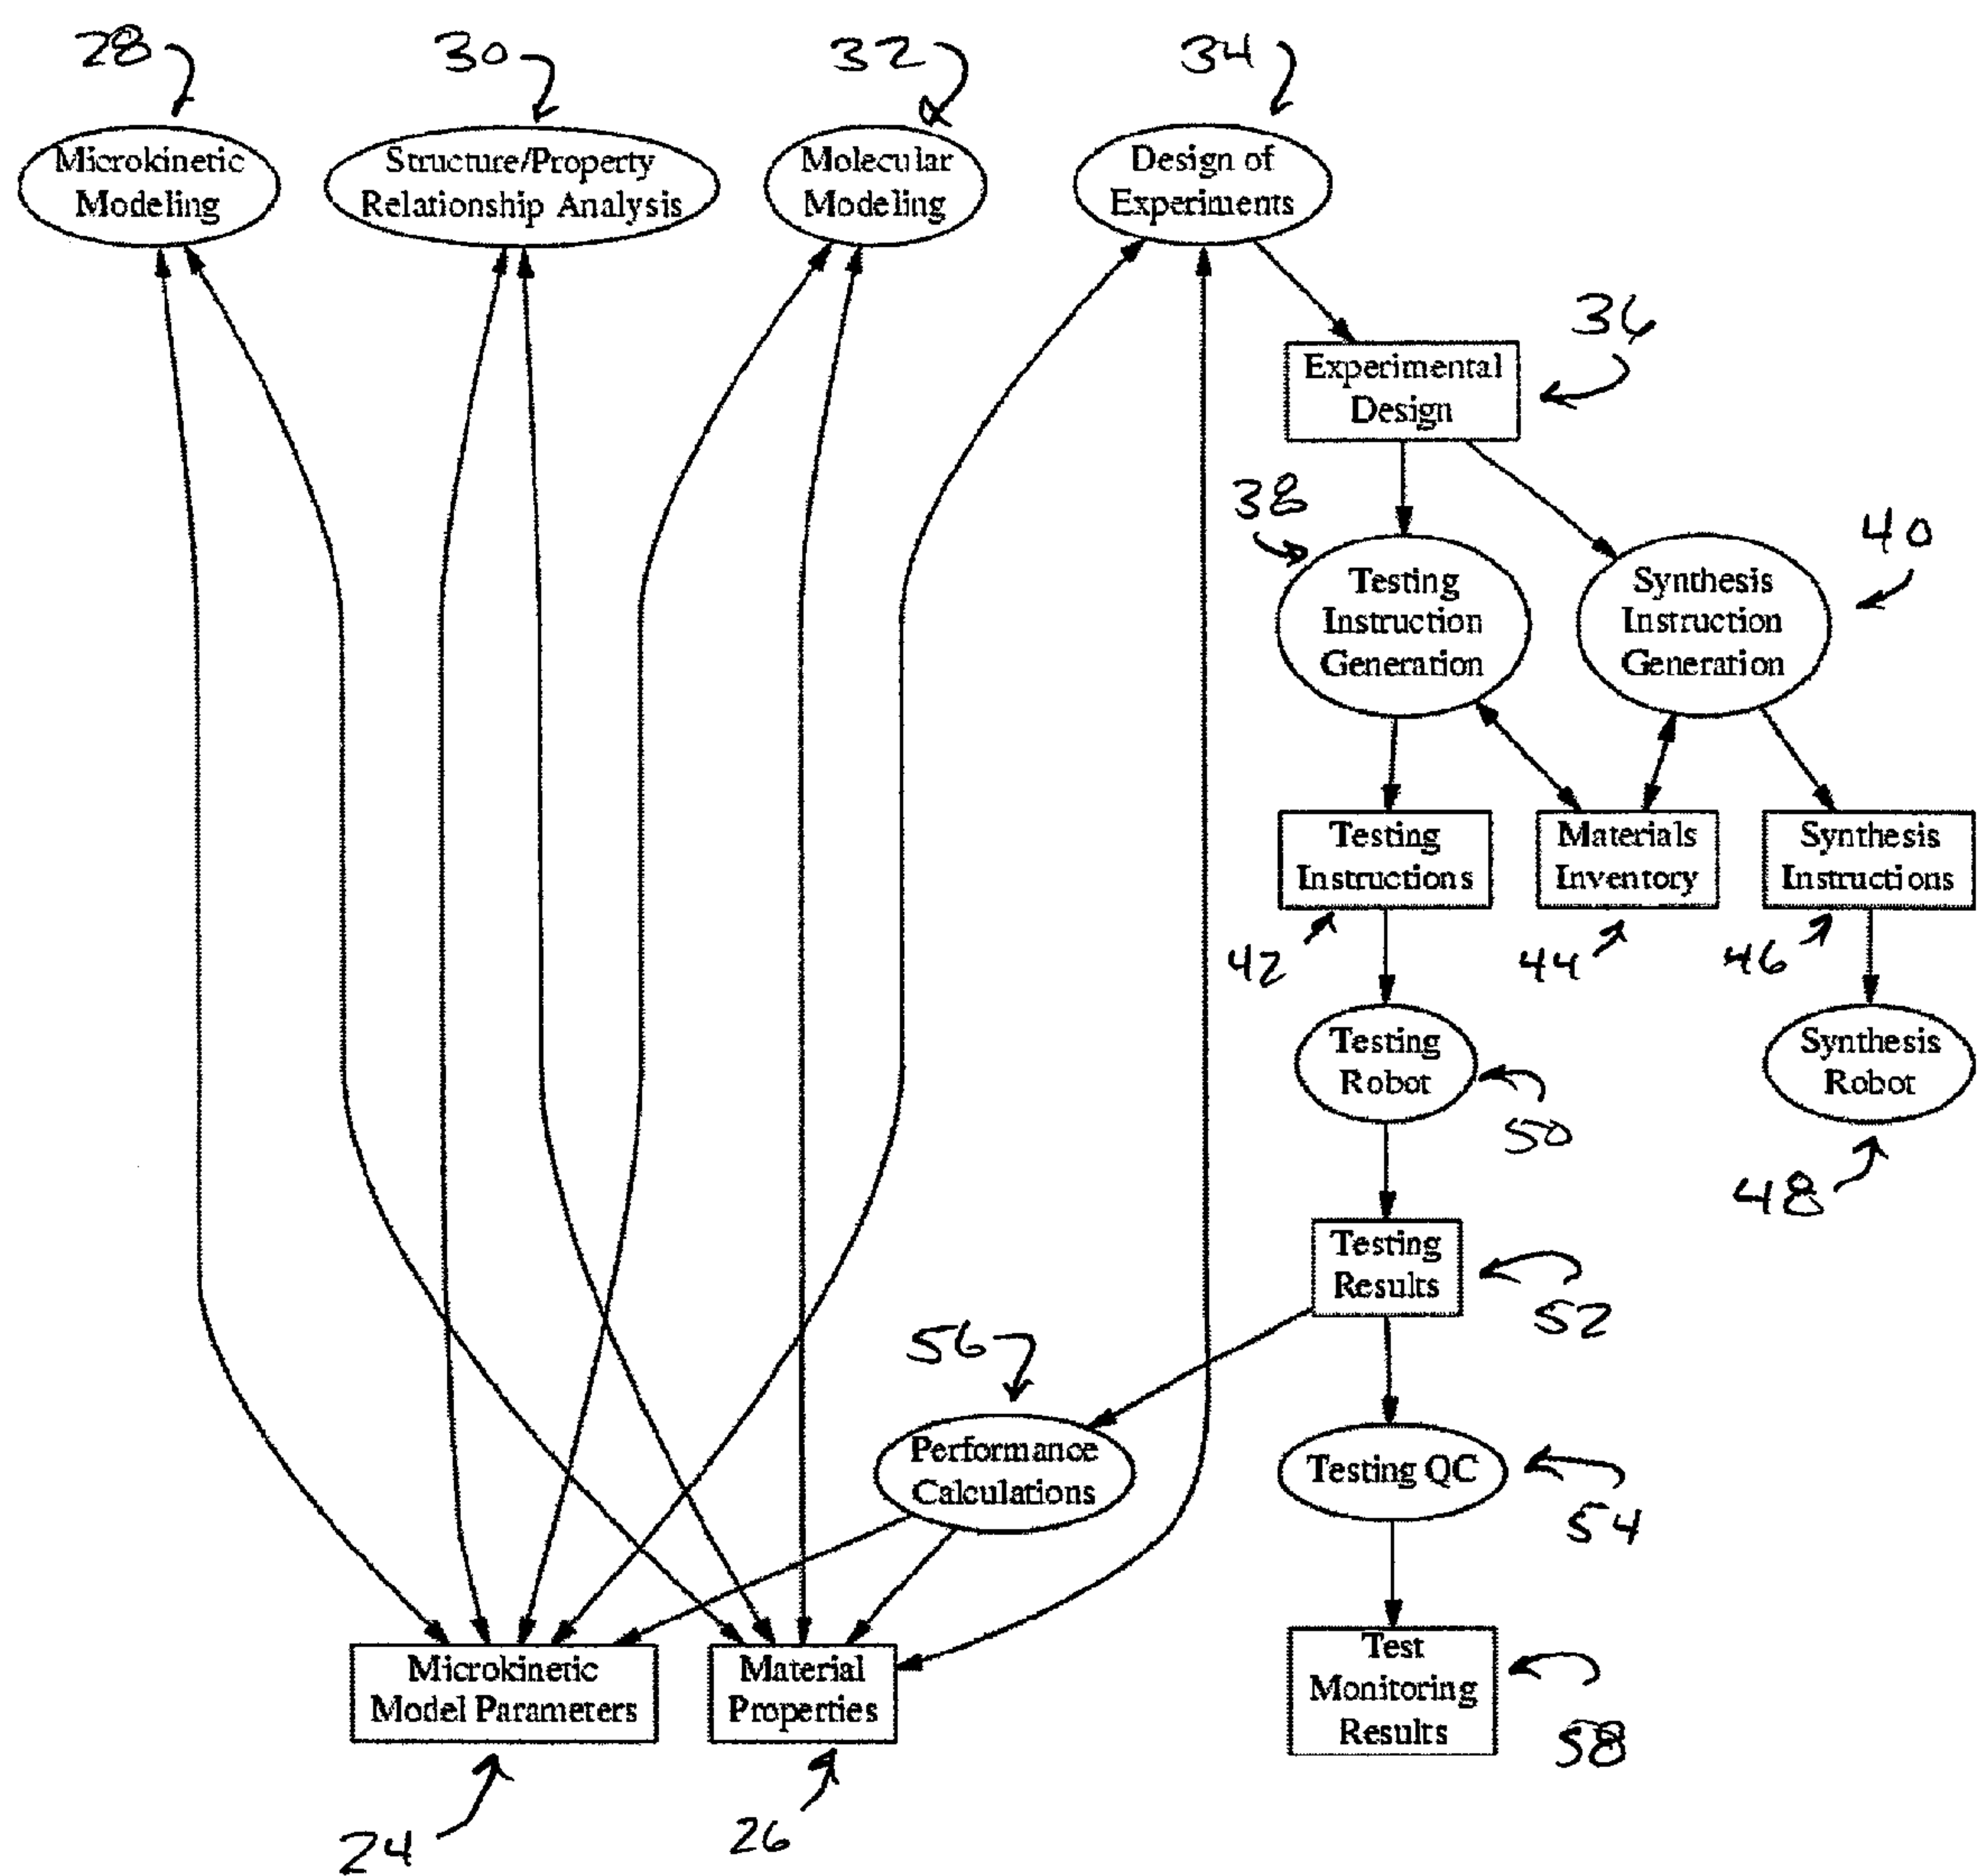 28
30
32
34
Microkinetic
Modeling
Structure/Property
Relationship Analysis
Molecular
Modeling
Design of
Experiments
36
Experimental
Design
38
40
Testing
Instruction
Generation
Synthesis
Instruction
Generation
Testing
Instructions
Materials
Inventory
Synthesis
Instructions
42
44
46
Testing
Robot
Synthesis
Robot
50
48
Testing
Results
52
56
Performance
Calculations
Testing QC
54
Microkinetic
Model Parameters
Material
Properties
Test
Monitoring
Results
58
24
26